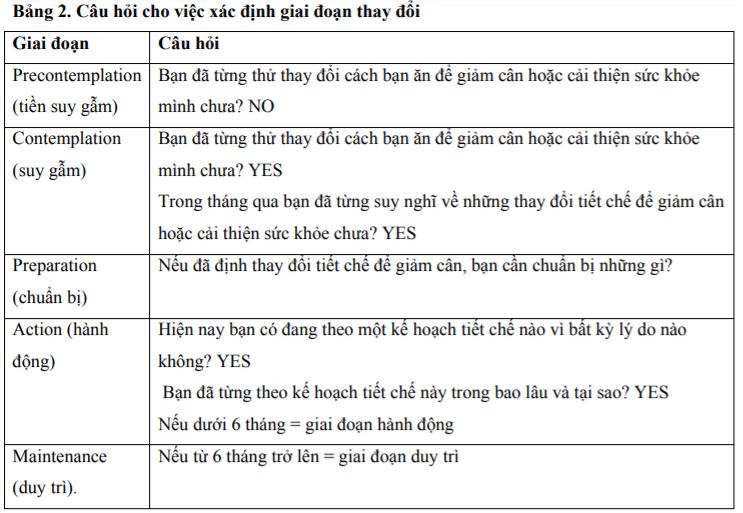 Bảng 2. Câu hỏi cho việc xác định giai đoạn thay đổi
Giai đoạn
Câu hỏi
Precontemplation
(tiền suy gẫm)
Bạn đã từng thử thay đổi cách bạn ăn để giảm cân hoặc cải thiện sức khỏe
mình chưa? NO
Contemplation
(suy gẫm)
Bạn đã từng thử thay đổi cách bạn ăn để giảm cân hoặc cải thiện sức khỏe
mình chưa? YES
Trong tháng qua bạn đã từng suy nghĩ về những thay đổi tiết chế để giảm cân
hoặc cải thiện sức khỏe chưa? YES
Preparation
(chuẩn bị)
Nếu đã định thay đổi tiết chế để giảm cân, bạn cần chuẩn bị những gì?
Action (hành
động)
Hiện nay bạn có đang theo một kế hoạch tiết chế nào vì bất kỳ lý do nào
không? YES
Bạn đã từng theo kế hoạch tiết chế này trong bao lâu và tại sao? YES
Nếu dưới 6 tháng = giai đoạn hành động
Maintenance
(duy trì).
Nếu từ 6 tháng trở lên = giai đoạn duy trì